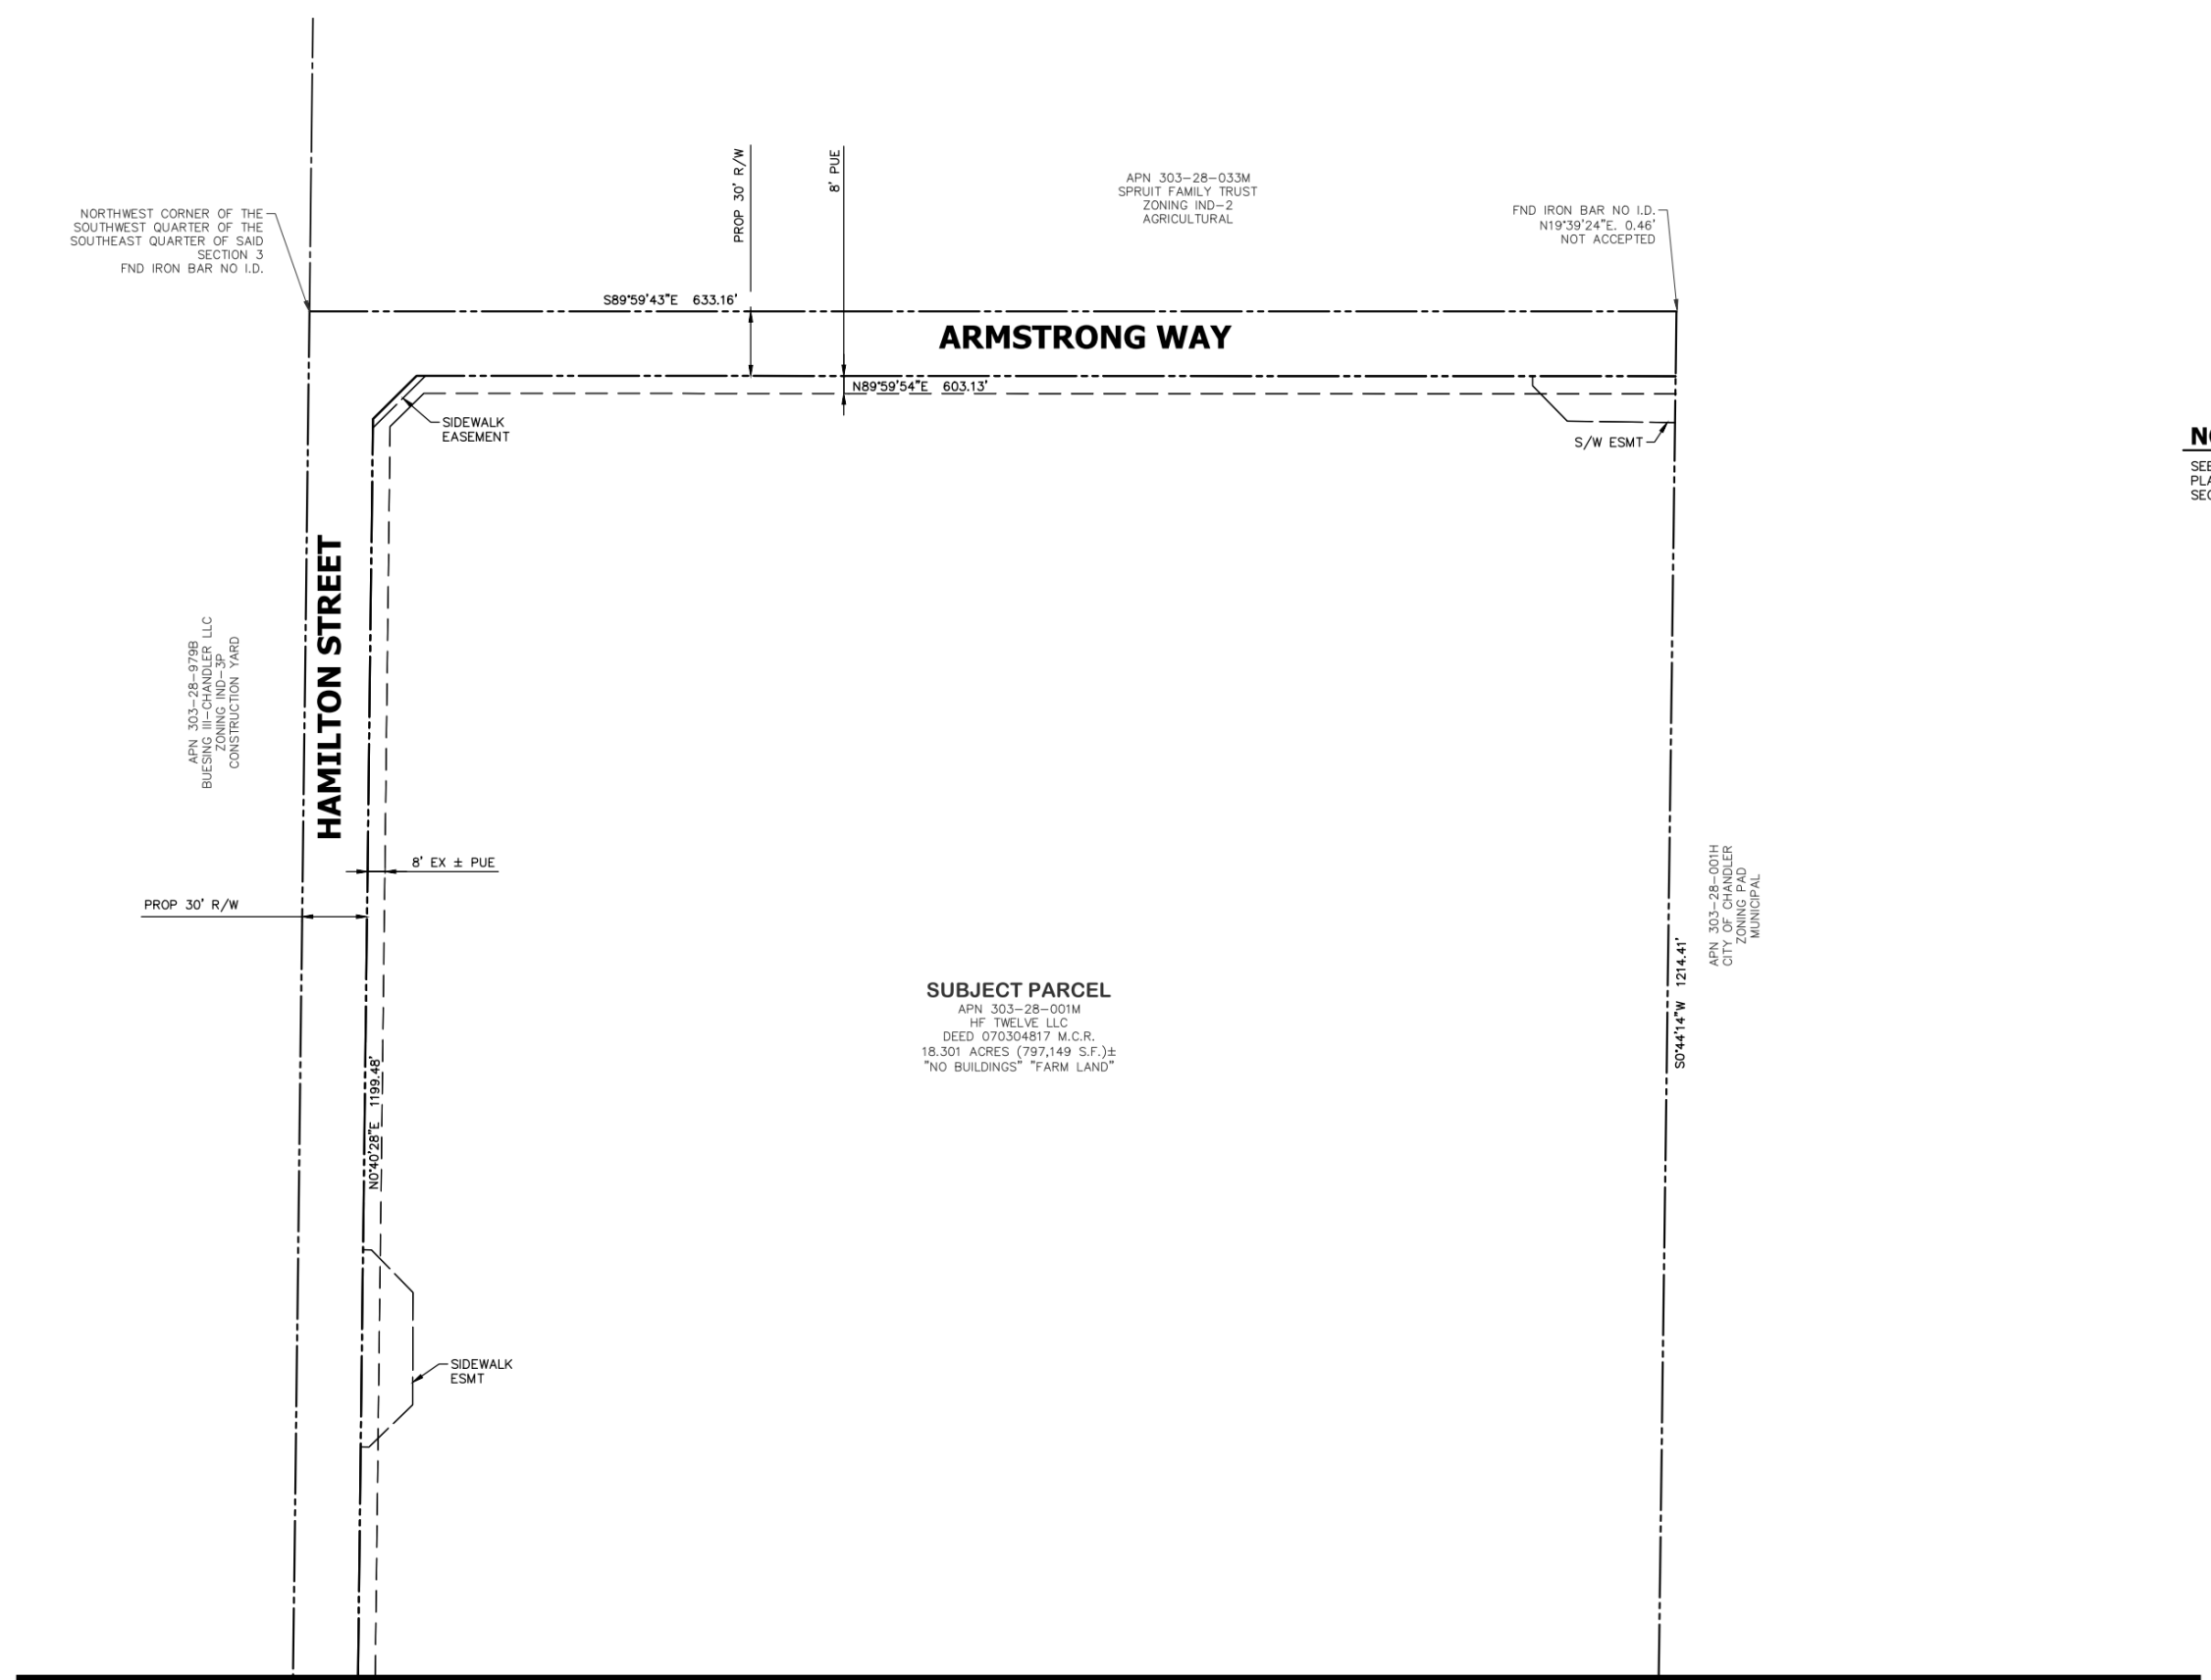 PROP 30' R/W
8' PUE
APN 303-28-033M
SPRUIT FAMILY TRUST
ZONING IND-2
AGRICULTURAL
NORTHWEST CORNER OF THE
SOUTHWEST QUARTER OF THE
SOUTHEAST QUARTER OF SAID
SECTION 3
FND IRON BAR NO I.D.
FND IRON BAR NO I.D.
N19°39'24"E. 0.46'
NOT ACCEPTED
S89°59'43"E 633.16'
ARMSTRONG WAY
N89°59'54"E 603.13'
SIDEWALK
EASEMENT
S/W ESMT
HAMILTON STREET
APN 303-28-979B
BUESING III-CHANDLER LLC
ZONING IND-3P
CONSTRUCTION YARD
8' EX ± PUE
PROP 30' R/W
APN 303-28-001H
CITY OF CHANDLER
ZONING PAD
MUNICIPAL
S0°44'14"W 1214.41'
SUBJECT PARCEL
APN 303-28-001M
HF TWELVE LLC
DEED 070304817 M.C.R.
18.301 ACRES (797,149 S.F.)±
"NO BUILDINGS" "FARM LAND"
N0°40'28"E 1199.48'
SIDEWALK
ESMT